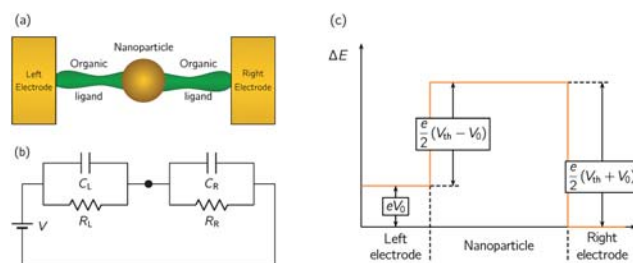 (a)
Nanoparticle
Left
Electrode
Organic
ligand
Organic
ligand
Right
Electrode
(b)
C_L
R_L
C_R
R_R
V
(c)
ΔE
e/2 (V_th − V_0)
e/2 (V_th + V_0)
eV_0
Left
electrode
Nanoparticle
Right
electrode